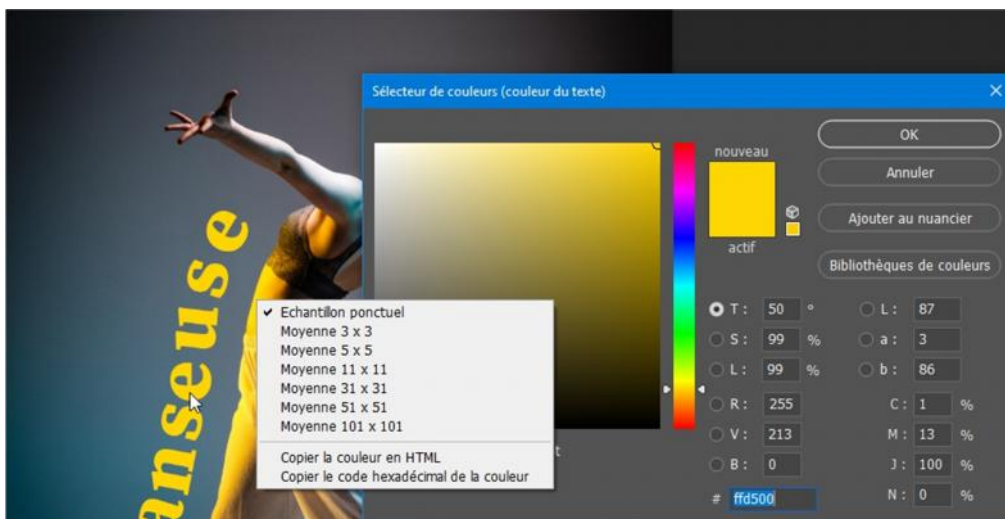 Sélecteur de couleurs (couleur du texte)
OK
nouveau
Annuler
Ajouter au nuancier
actif
Bibliothèques de couleurs
anseuse
Echantillon ponctuel
Moyenne 3 x 3
Moyenne 5 x 5
Moyenne 11 x 11
Moyenne 31 x 31
Moyenne 51 x 51
Moyenne 101 x 101
Copier la couleur en HTML
Copier le code hexadécimal de la couleur
T : 50 ° L : 87
S : 99 % a : 3
L : 99 % b : 86
R : 255 C : 1 %
V : 213 M : 13 %
B : 0 J : 100 %
# ffd500 N : 0 %